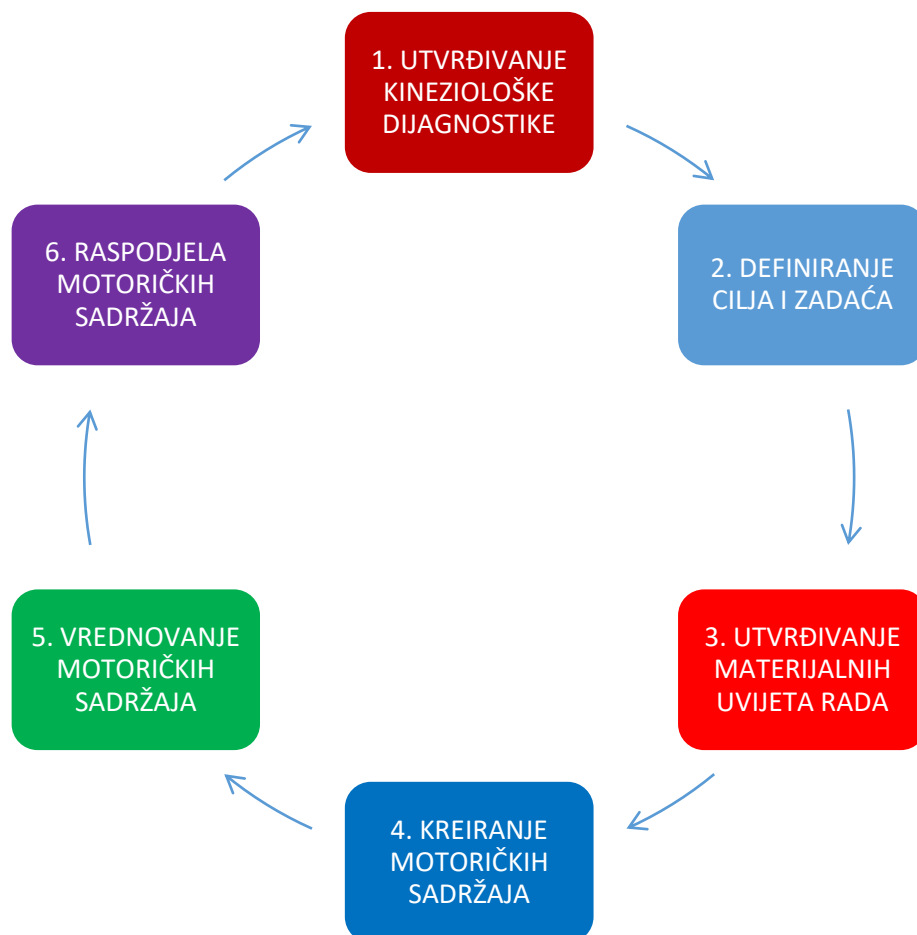 1. UTVRĐIVANJE
KINEZIOLOŠKE
DIJAGNOSTIKE
2. DEFINIRANJE
CILJA I ZADAĆA
3. UTVRĐIVANJE
MATERIJALNIH
UVIJETA RADA
4. KREIRANJE
MOTORIČKIH
SADRŽAJA
5. VREDNOVANJE
MOTORIČKIH
SADRŽAJA
6. RASPODJELA
MOTORIČKIH
SADRŽAJA